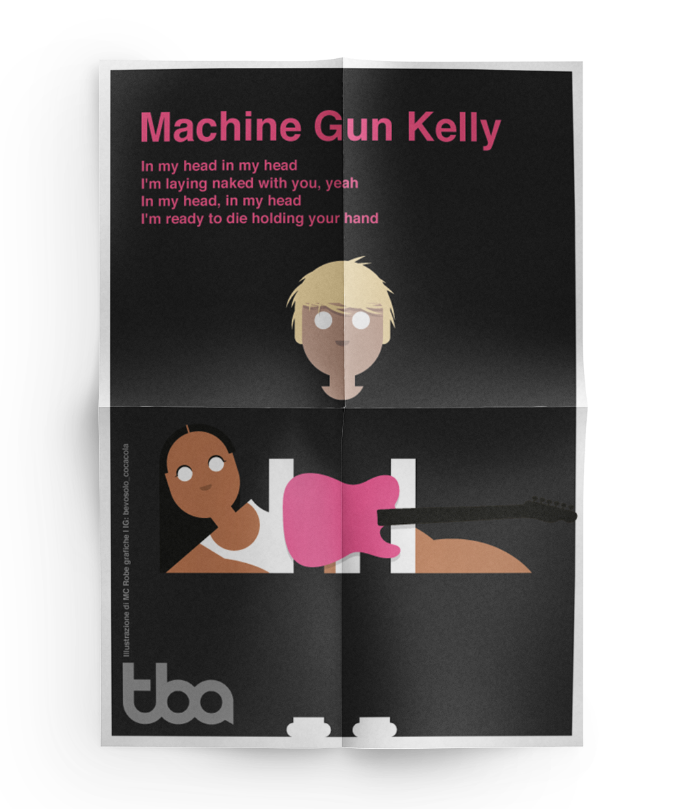 Machine Gun Kelly
In my head in my head
I'm laying naked with you, yeah
In my head, in my head
I'm ready to die holding your hand
Illustrazione di MC Robe grafiche I IG: bevosolo_cocacola
tba